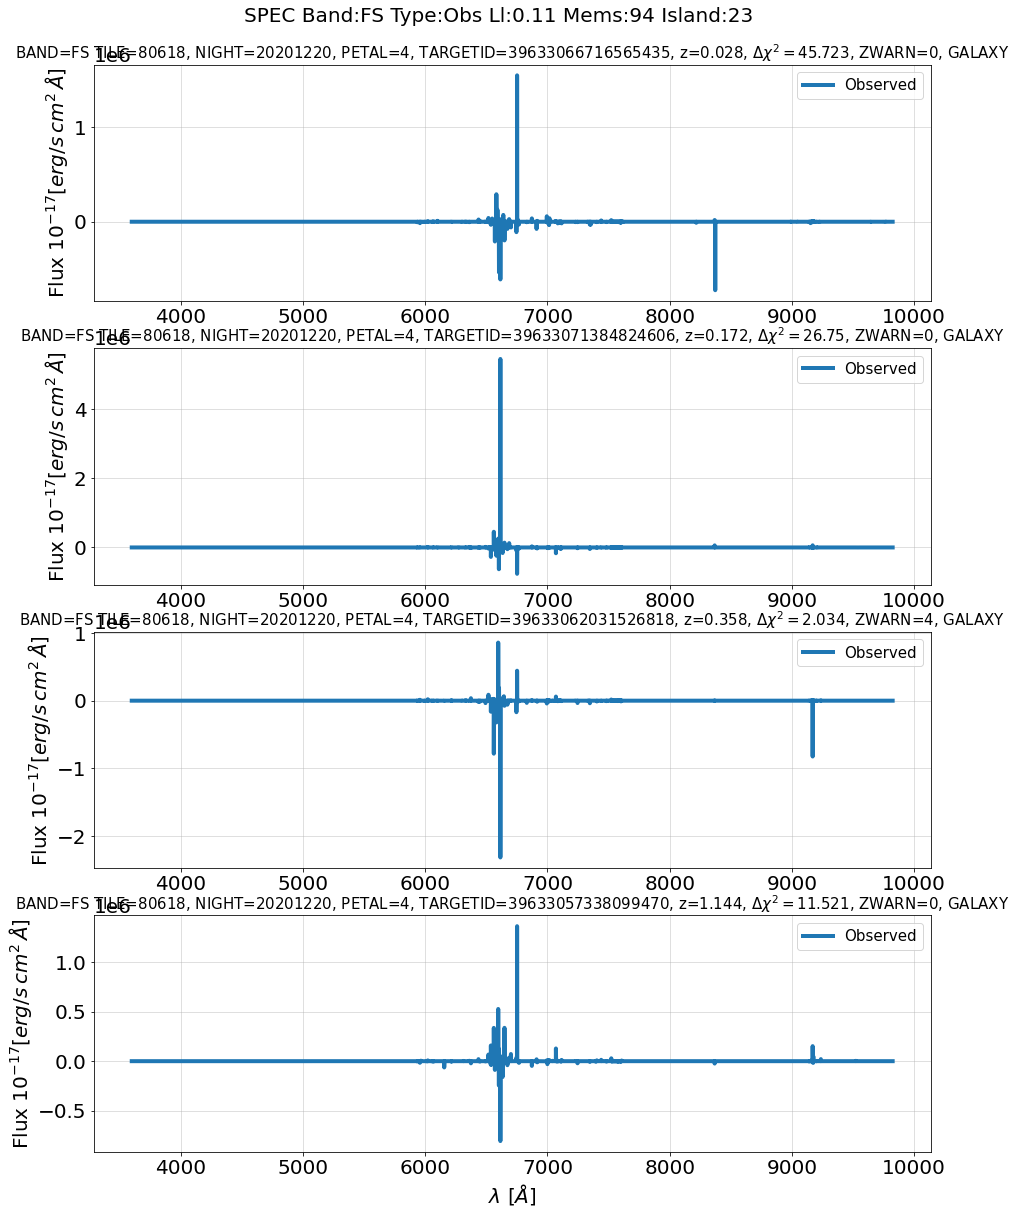 SPEC Band:FS Type:Obs Ll:0.11 Mems:94 Island:23
BAND=FS TILE=80618, NIGHT=20201220, PETAL=4, TARGETID=39633066716565435, z=0.028, Δχ² = 45.723, ZWARN=0, GALAXY
1e6
Observed
1
0
Flux 10⁻¹⁷[erg/s cm² Å]
4000 5000 6000 7000 8000 9000 10000
BAND=FS TILE=80618, NIGHT=20201220, PETAL=4, TARGETID=39633071384824606, z=0.172, Δχ² = 26.75, ZWARN=0, GALAXY
1e6
Observed
4
2
0
Flux 10⁻¹⁷[erg/s cm² Å]
4000 5000 6000 7000 8000 9000 10000
BAND=FS TILE=80618, NIGHT=20201220, PETAL=4, TARGETID=39633062031526818, z=0.358, Δχ² = 2.034, ZWARN=4, GALAXY
1e6
Observed
1
0
−1
−2
Flux 10⁻¹⁷[erg/s cm² Å]
4000 5000 6000 7000 8000 9000 10000
BAND=FS TILE=80618, NIGHT=20201220, PETAL=4, TARGETID=39633057338099470, z=1.144, Δχ² = 11.521, ZWARN=0, GALAXY
1e6
Observed
1.0
0.5
0.0
−0.5
Flux 10⁻¹⁷[erg/s cm² Å]
4000 5000 6000 7000 8000 9000 10000
λ [Å]